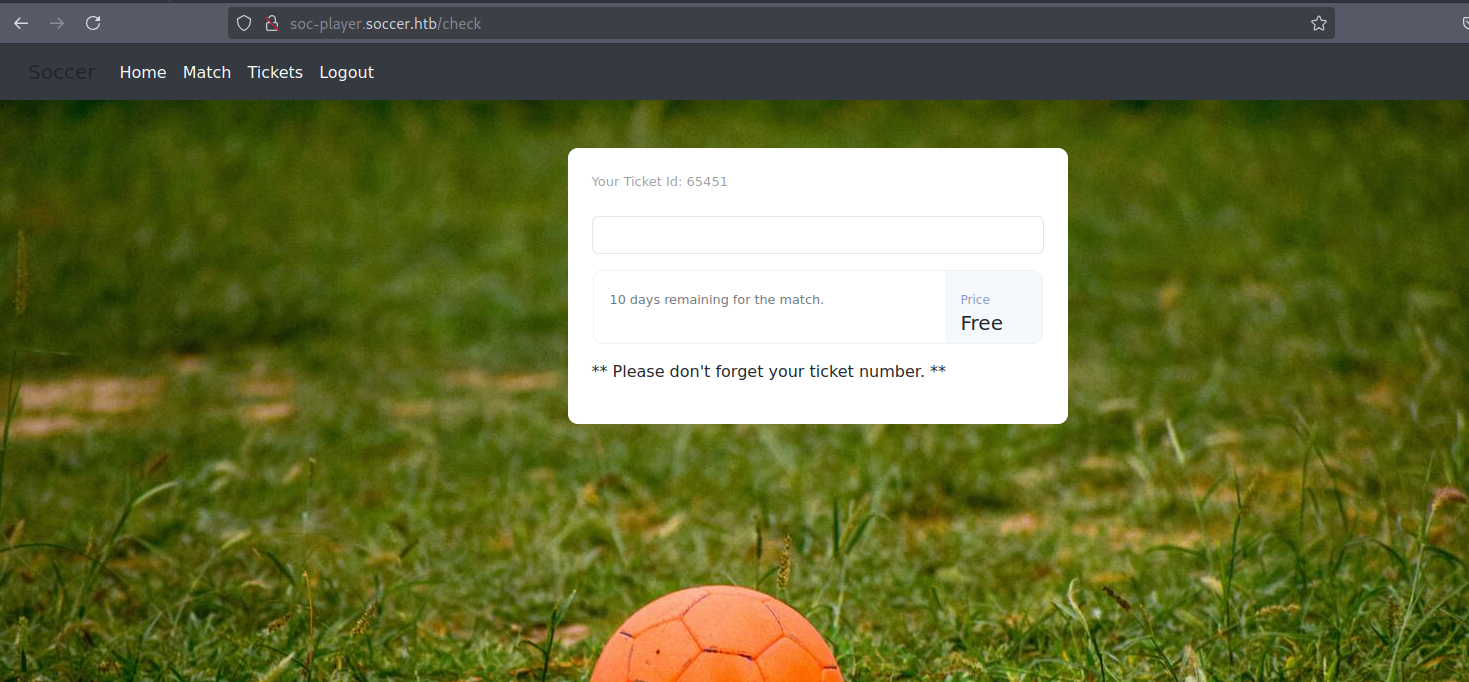 soc-player.soccer.htb/check
Soccer Home Match Tickets Logout
Your Ticket Id: 65451
10 days remaining for the match.
Price
Free
** Please don't forget your ticket number. **